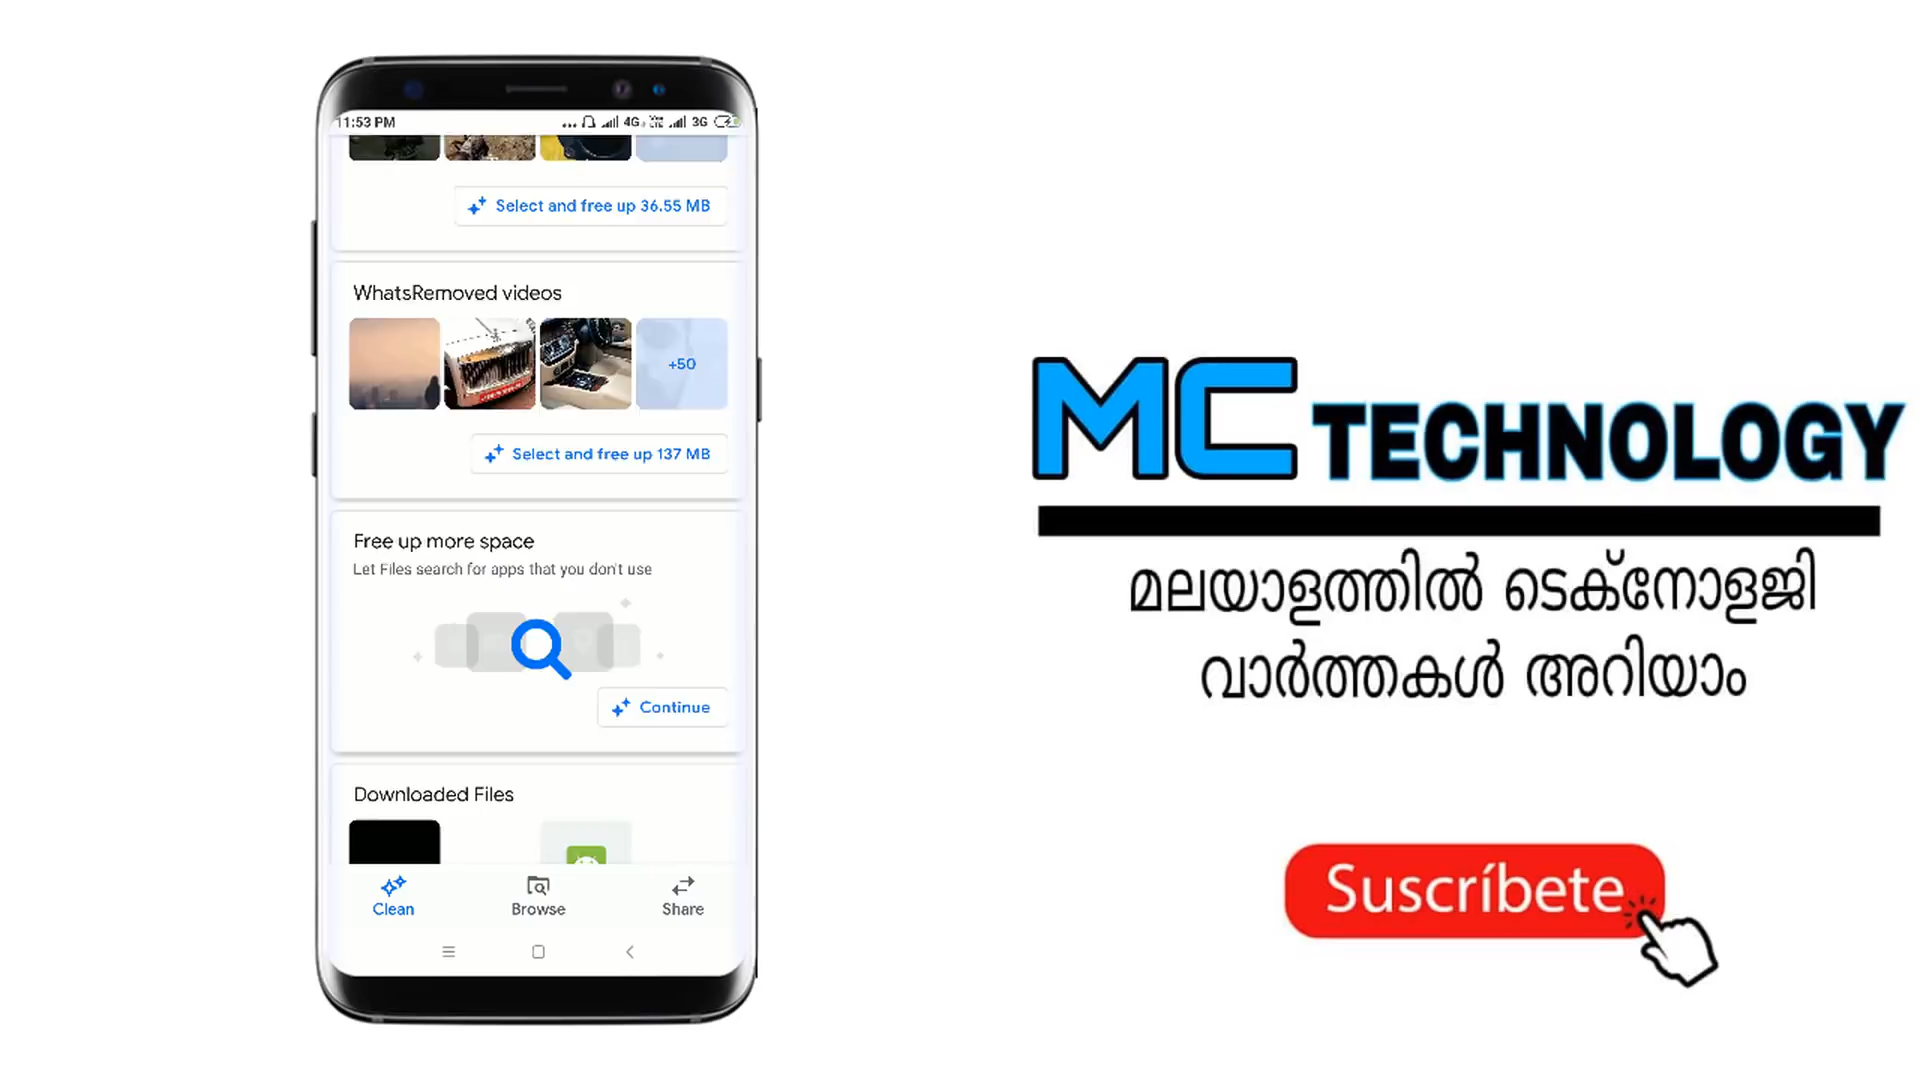 11:53 PM
4G
3G
Select and free up 36.55 MB
WhatsRemoved videos
+50
Select and free up 137 MB
Free up more space
Let Files search for apps that you don't use
Continue
Downloaded Files
Clean
Browse
Share
MC TECHNOLOGY
മലയാളത്തിൽ ടെക്നോളജി
വാർത്തകൾ അറിയാം
Suscríbete